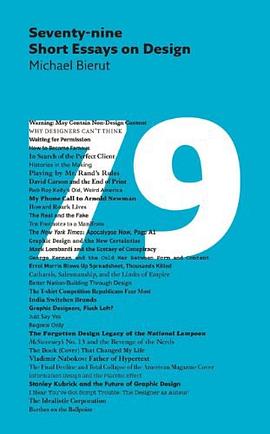 Seventy-nine
Short Essays on Design
Michael Bierut
79
Warning: May Contain Non-Design Content
WHY DESIGNERS CAN'T THINK
Waiting for Permission
How to Become Famous
In Search of the Perfect Client
Histories in the Making
Playing by Mr. Rand's Rules
David Carson and the End of Print
Rob Roy Kelly's Old, Weird America
My Phone Call to Arnold Newman
Howard Roark Lives
The Real and the Fake
Ten Footnotes to a Manifesto
The New York Times: Apocalypse Now, Page A1
Graphic Design and the New Certainties
Mark Lombardi and the Ecstasy of Conspiracy
George Kennan and the Cold War Between Form and Content
Errol Morris Blows Up Spreadsheet, Thousands Killed
Catharsis, Salesmanship, and the Limits of Empire
Better Nation-Building Through Design
The T-shirt Competition Republicans Fear Most
India Switches Brands
Graphic Designers, Flush Left?
Just Say Yes
Regrets Only
The Forgotten Design Legacy of the National Lampoon
McSweeney's No. 13 and the Revenge of the Nerds
The Book (Cover) That Changed My Life
Vladimir Nabokov: Father of Hypertext
The Final Decline and Total Collapse of the American Magazine Cover
Information Design and the Placebo Effect
Stanley Kubrick and the Future of Graphic Design
I Hear You've Got Script Trouble: The Designer as Auteur
The Idealistic Corporation
Barthes on the Ballpoint